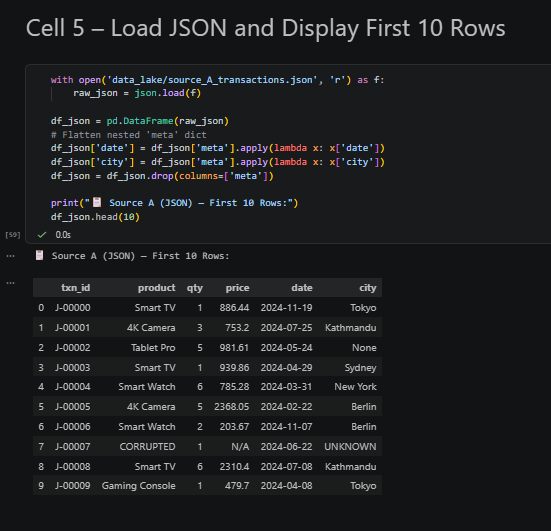 Cell 5 – Load JSON and Display First 10 Rows
with open('data_lake/source_A_transactions.json', 'r') as f:
    raw_json = json.load(f)
df_json = pd.DataFrame(raw_json)
# Flatten nested 'meta' dict
df_json['date'] = df_json['meta'].apply(lambda x: x['date'])
df_json['city'] = df_json['meta'].apply(lambda x: x['city'])
df_json = df_json.drop(columns=['meta'])
print("📋 Source A (JSON) — First 10 Rows:")
df_json.head(10)
[59] ✓ 0.0s
... 📋 Source A (JSON) — First 10 Rows:
...
txn_id product qty price date city
0 J-00000 Smart TV 1 886.44 2024-11-19 Tokyo
1 J-00001 4K Camera 3 753.2 2024-07-25 Kathmandu
2 J-00002 Tablet Pro 5 981.61 2024-05-24 None
3 J-00003 Smart TV 1 939.86 2024-04-29 Sydney
4 J-00004 Smart Watch 6 785.28 2024-03-31 New York
5 J-00005 4K Camera 5 2368.05 2024-02-22 Berlin
6 J-00006 Smart Watch 2 203.67 2024-11-07 Berlin
7 J-00007 CORRUPTED 1 N/A 2024-06-22 UNKNOWN
8 J-00008 Smart TV 6 2310.4 2024-07-08 Kathmandu
9 J-00009 Gaming Console 1 479.7 2024-04-08 Tokyo